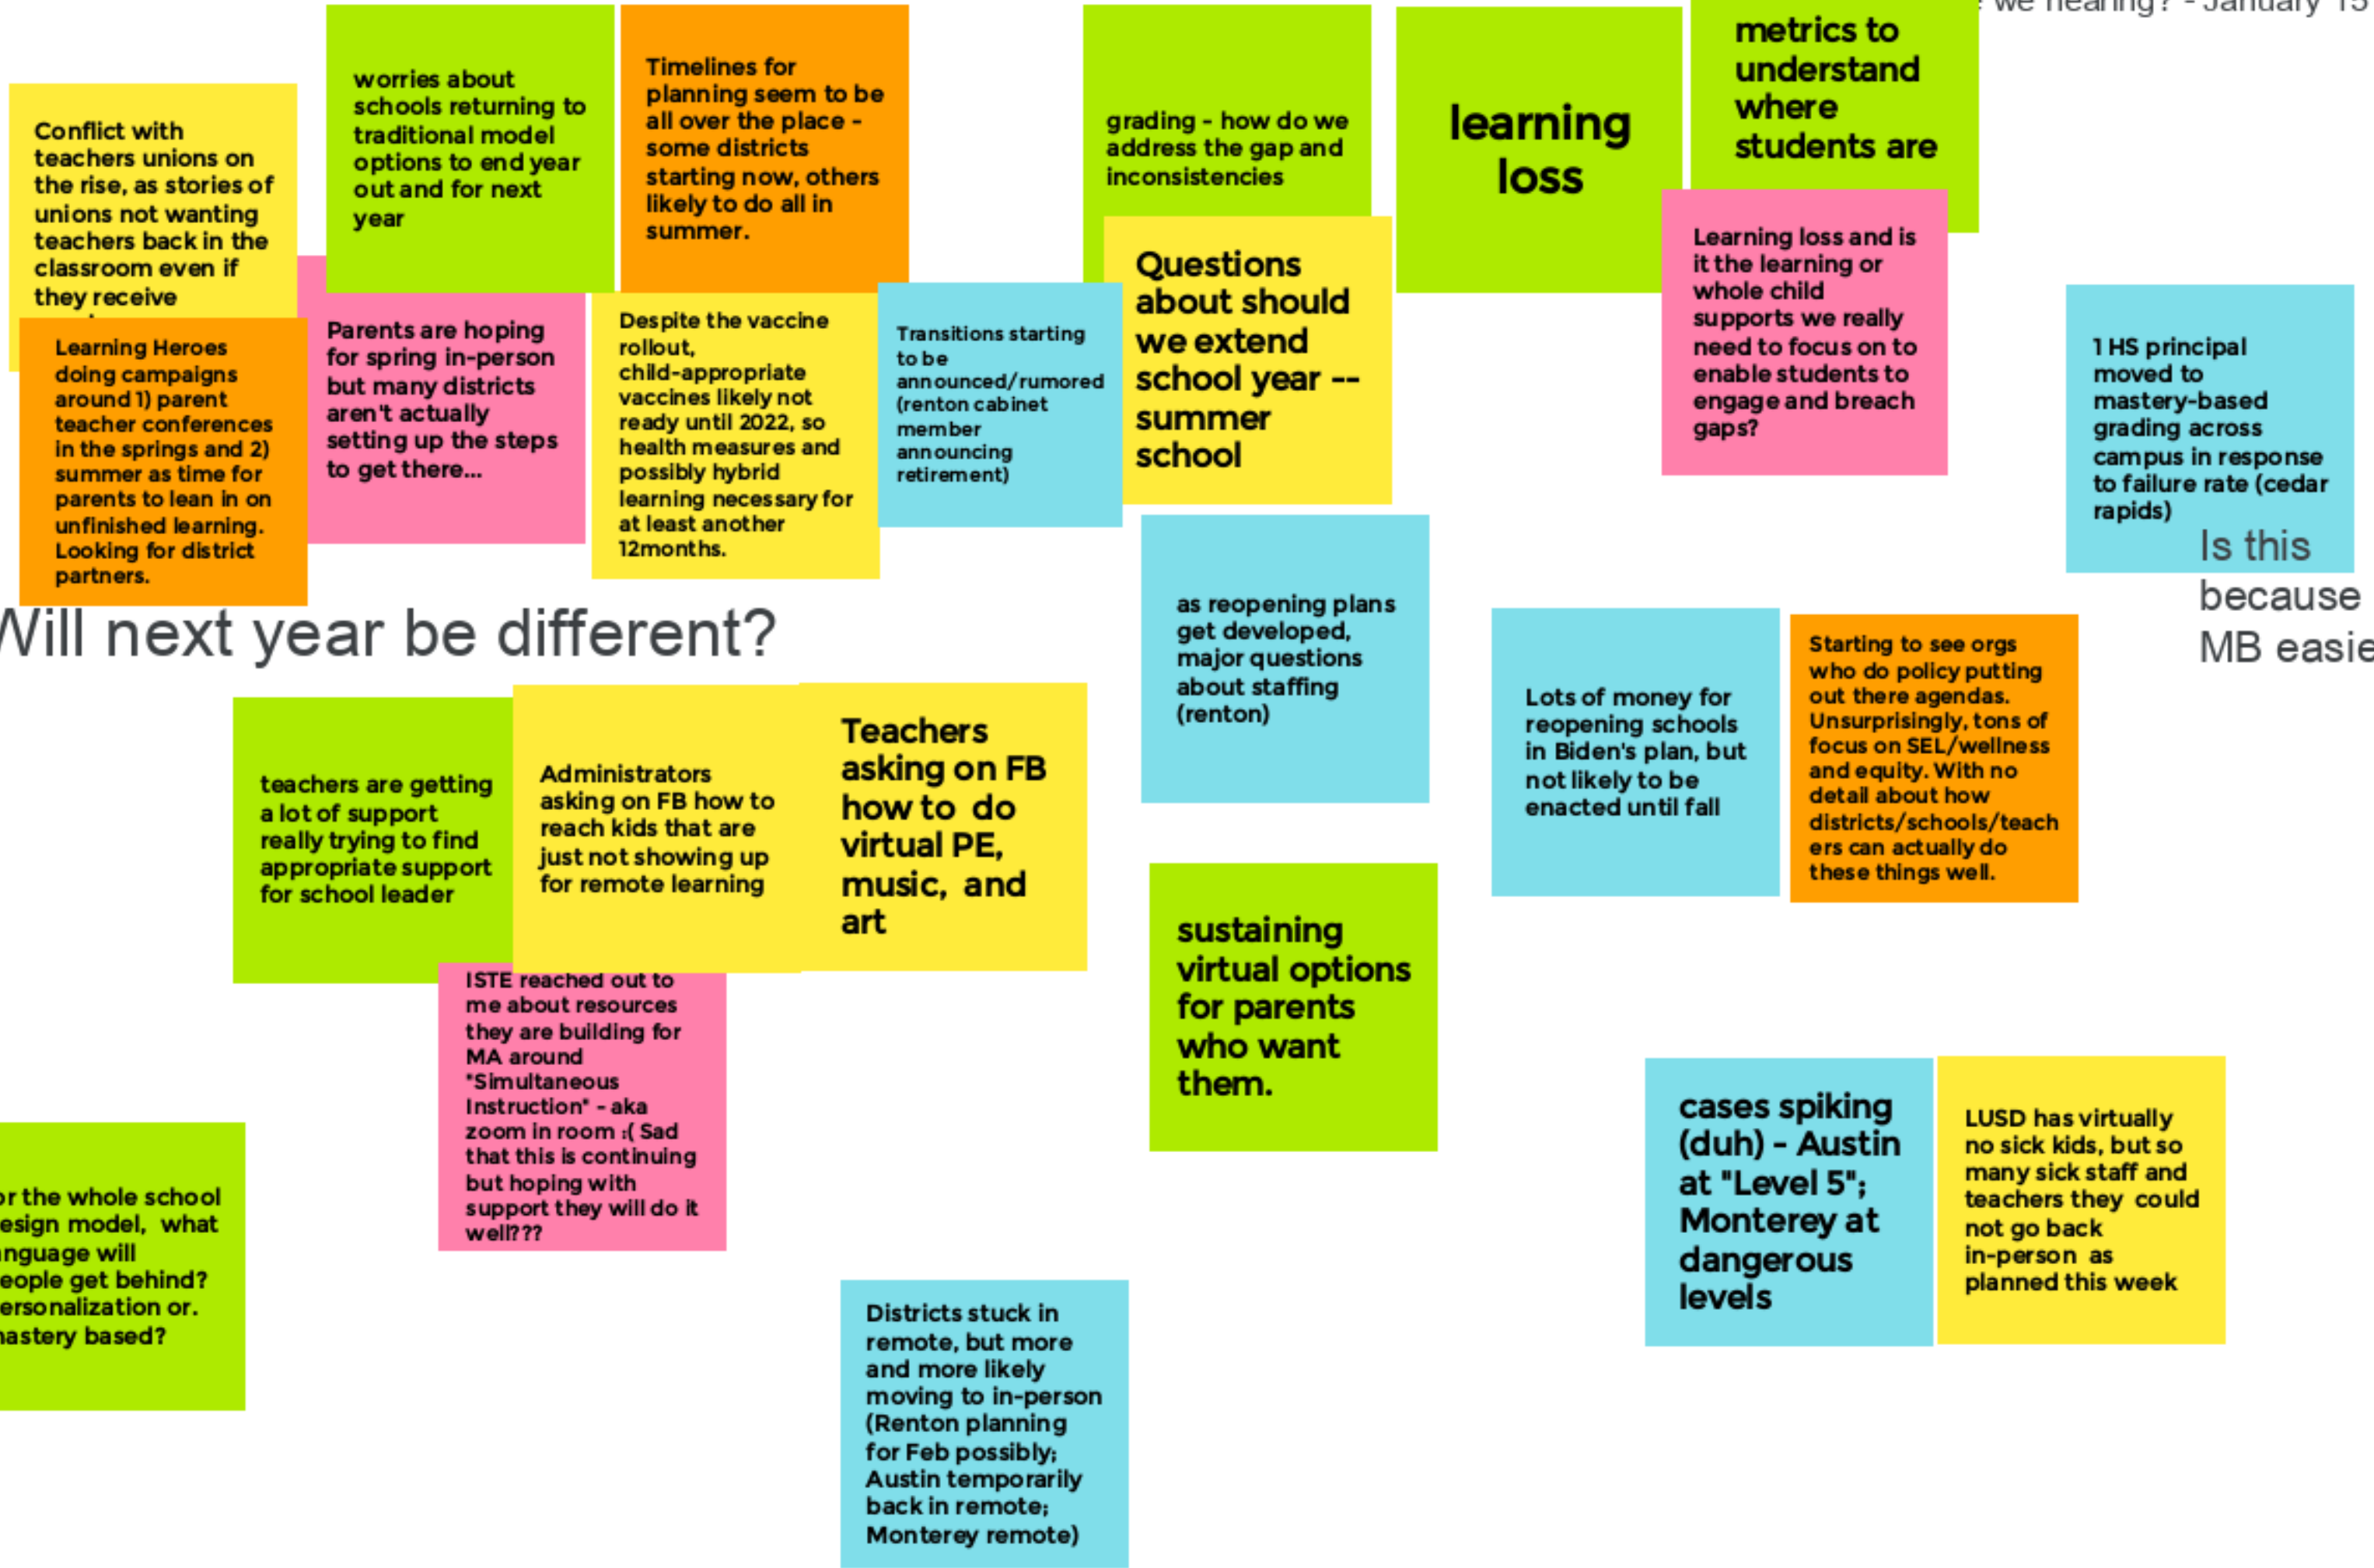 we hearing? - January 15
Conflict with
teachers unions on
the rise, as stories of
unions not wanting
teachers back in the
classroom even if
they receive
worries about
schools returning to
traditional model
options to end year
out and for next
year
Timelines for
planning seem to be
all over the place -
some districts
starting now, others
likely to do all in
summer.
grading - how do we
address the gap and
inconsistencies
learning
loss
metrics to
understand
where
students are
Learning Heroes
doing campaigns
around 1) parent
teacher conferences
in the springs and 2)
summer as time for
parents to lean in on
unfinished learning.
Looking for district
partners.
Parents are hoping
for spring in-person
but many districts
aren't actually
setting up the steps
to get there...
Despite the vaccine
rollout,
child-appropriate
vaccines likely not
ready until 2022, so
health measures and
possibly hybrid
learning necessary for
at least another
12months.
Transitions starting
to be
announced/rumored
(renton cabinet
member
announcing
retirement)
Questions
about should
we extend
school year --
summer
school
Learning loss and is
it the learning or
whole child
supports we really
need to focus on to
enable students to
engage and breach
gaps?
1 HS principal
moved to
mastery-based
grading across
campus in response
to failure rate (cedar
rapids)
Is this
because
MB easie
Will next year be different?
as reopening plans
get developed,
major questions
about staffing
(renton)
Lots of money for
reopening schools
in Biden's plan, but
not likely to be
enacted until fall
Starting to see orgs
who do policy putting
out there agendas.
Unsurprisingly, tons of
focus on SEL/wellness
and equity. With no
detail about how
districts/schools/teach
ers can actually do
these things well.
teachers are getting
a lot of support
really trying to find
appropriate support
for school leader
Administrators
asking on FB how to
reach kids that are
just not showing up
for remote learning
Teachers
asking on FB
how to do
virtual PE,
music, and
art
sustaining
virtual options
for parents
who want
them.
ISTE reached out to
me about resources
they are building for
MA around
"Simultaneous
Instruction" - aka
zoom in room :( Sad
that this is continuing
but hoping with
support they will do it
well???
cases spiking
(duh) - Austin
at "Level 5";
Monterey at
dangerous
levels
LUSD has virtually
no sick kids, but so
many sick staff and
teachers they could
not go back
in-person as
planned this week
or the whole school
esign model, what
anguage will
eople get behind?
ersonalization or.
nastery based?
Districts stuck in
remote, but more
and more likely
moving to in-person
(Renton planning
for Feb possibly;
Austin temporarily
back in remote;
Monterey remote)